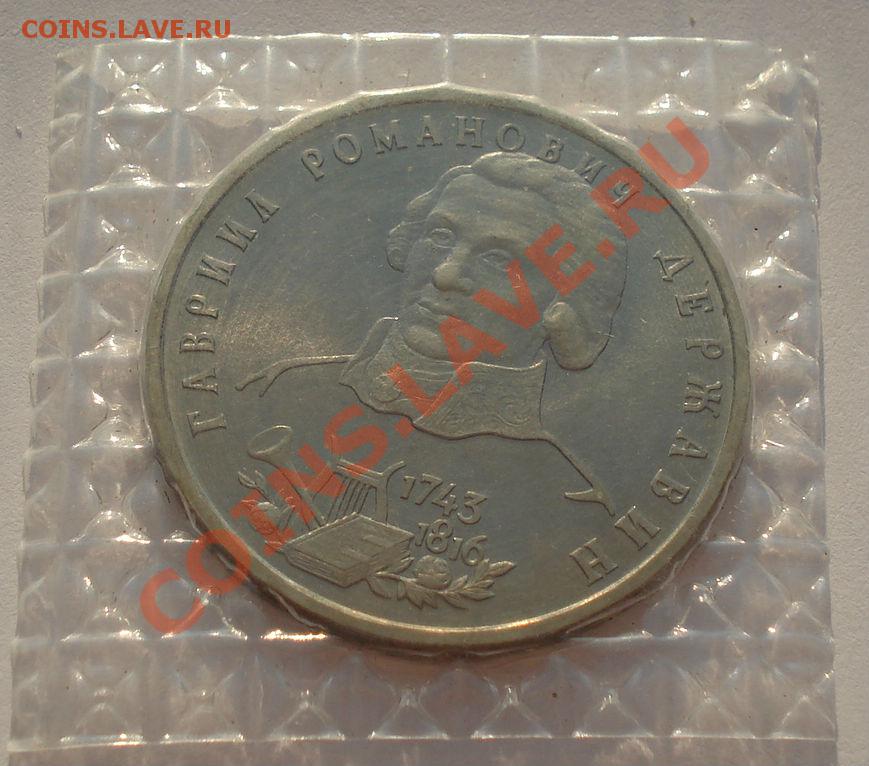 COINS.LAVE.RU
ГАВРИИЛ РОМАНОВИЧ ДЕРЖАВИН
1743
1816
COINS.LAVE.RU